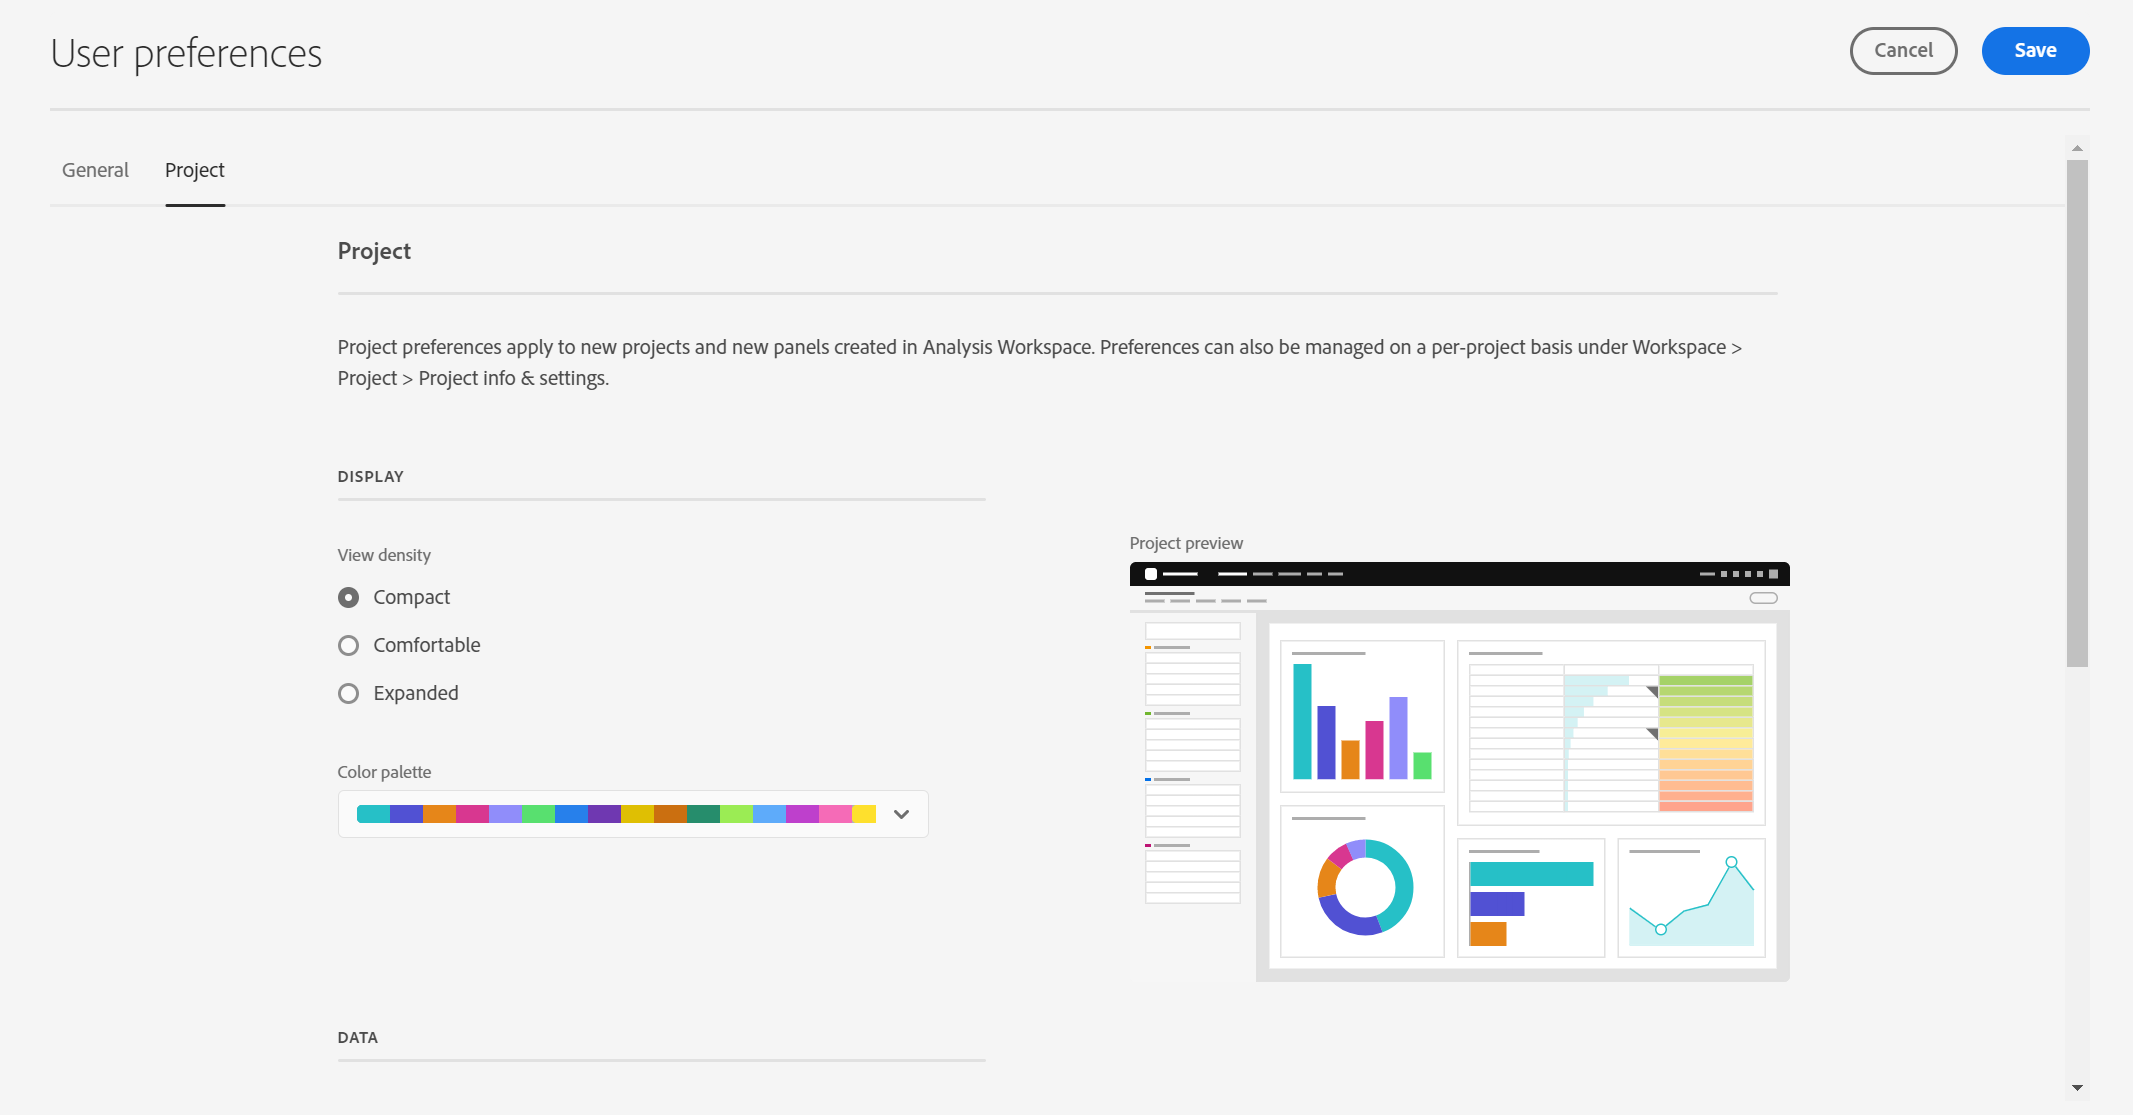 User preferences
Cancel
Save
General
Project
Project
Project preferences apply to new projects and new panels created in Analysis Workspace. Preferences can also be managed on a per-project basis under Workspace >
Project > Project info & settings.
DISPLAY
View density
Compact
Comfortable
Expanded
Color palette
Project preview
DATA